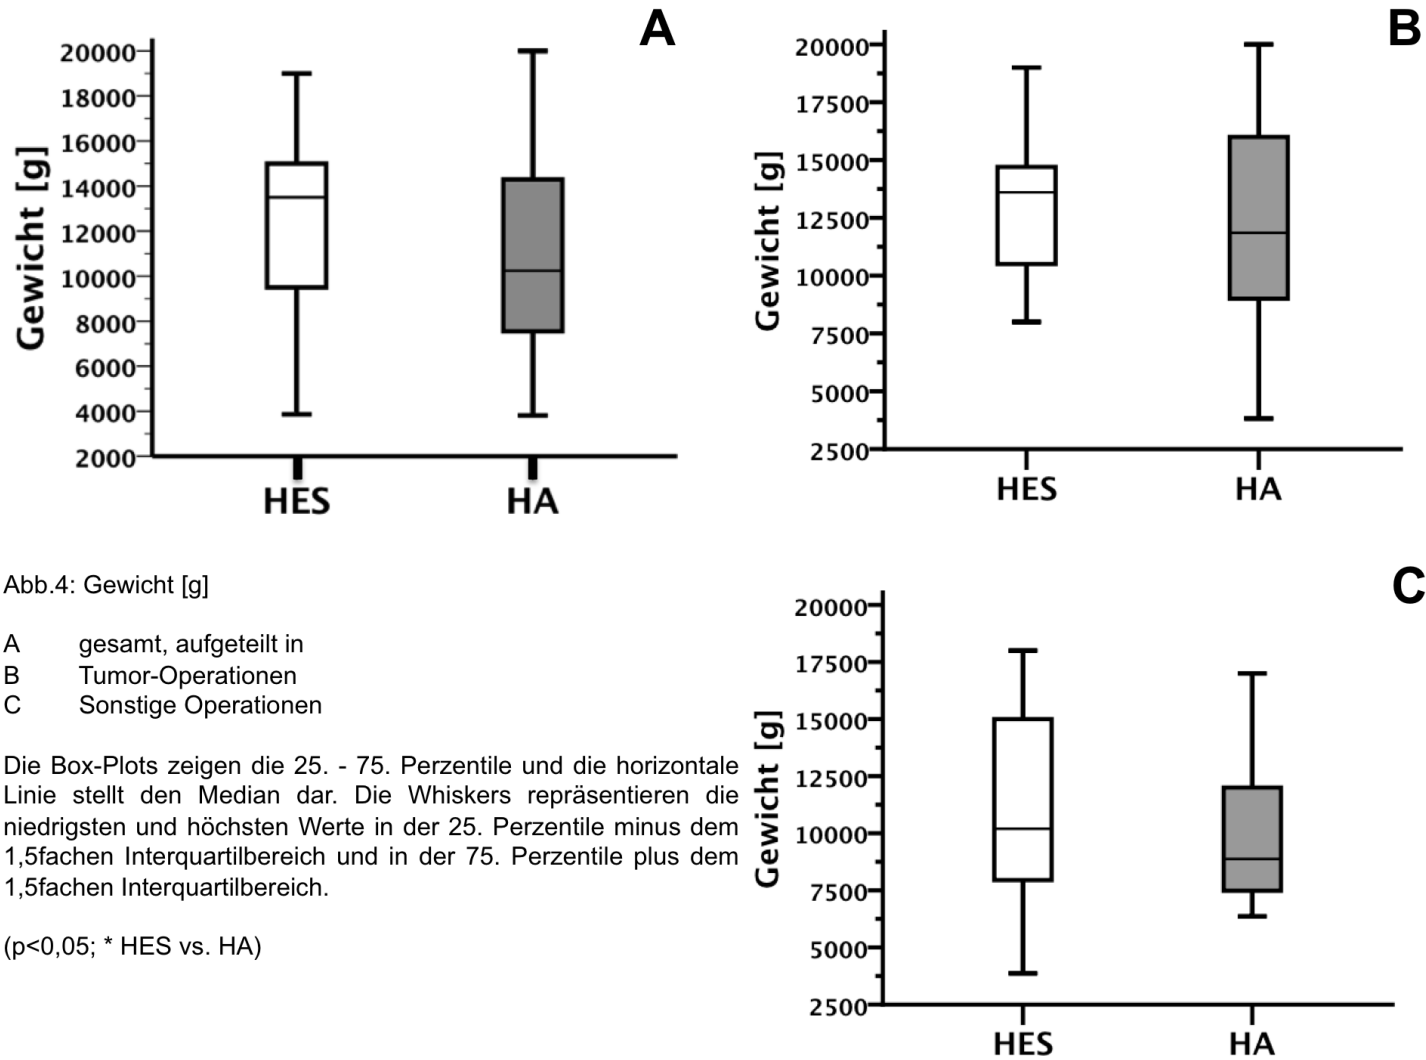 A
20000
18000
16000
14000
12000
10000
8000
6000
4000
2000
Gewicht [g]
HES
HA
B
20000
17500
15000
12500
10000
7500
5000
2500
Gewicht [g]
HES
HA
Abb.4: Gewicht [g]
A gesamt, aufgeteilt in
B Tumor-Operationen
C Sonstige Operationen
Die Box-Plots zeigen die 25. - 75. Perzentile und die horizontale
Linie stellt den Median dar. Die Whiskers repräsentieren die
niedrigsten und höchsten Werte in der 25. Perzentile minus dem
1,5fachen Interquartilbereich und in der 75. Perzentile plus dem
1,5fachen Interquartilbereich.
(p<0,05; * HES vs. HA)
C
20000
17500
15000
12500
10000
7500
5000
2500
Gewicht [g]
HES
HA